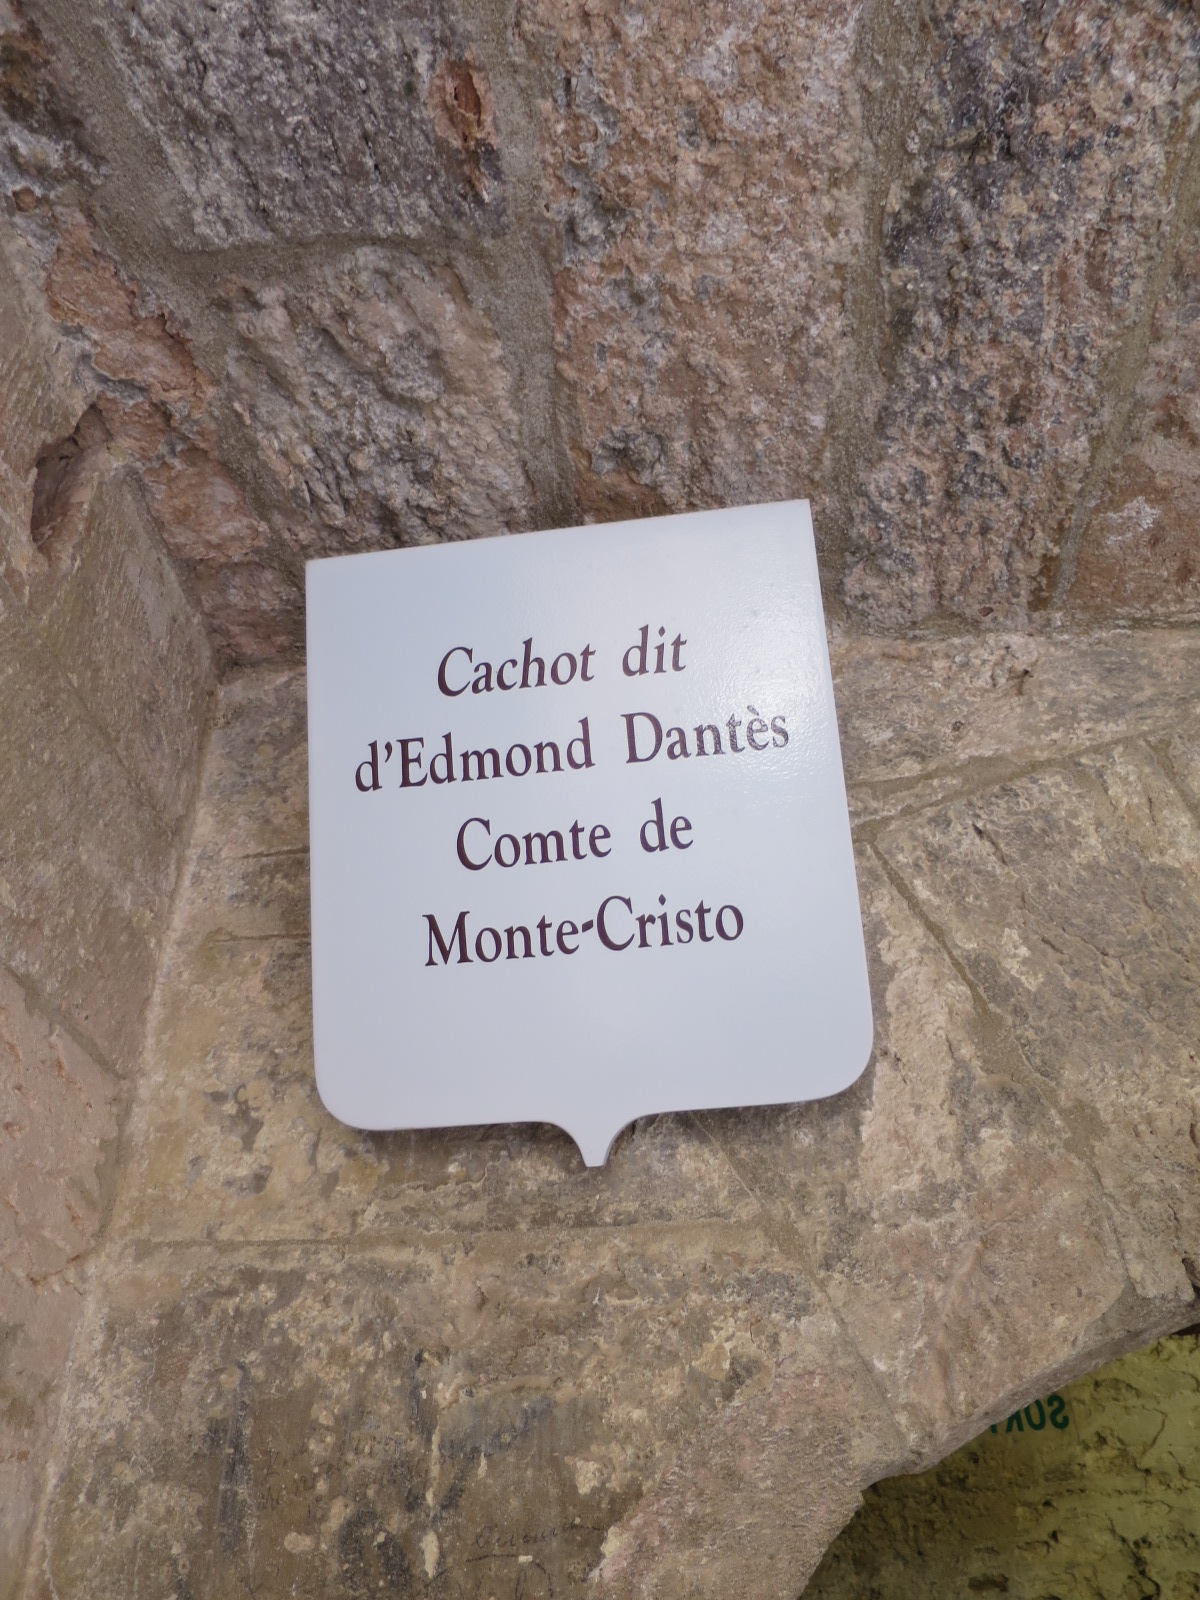 Cachot dit
d'Edmond Dantès
Comte de
Monte-Cristo